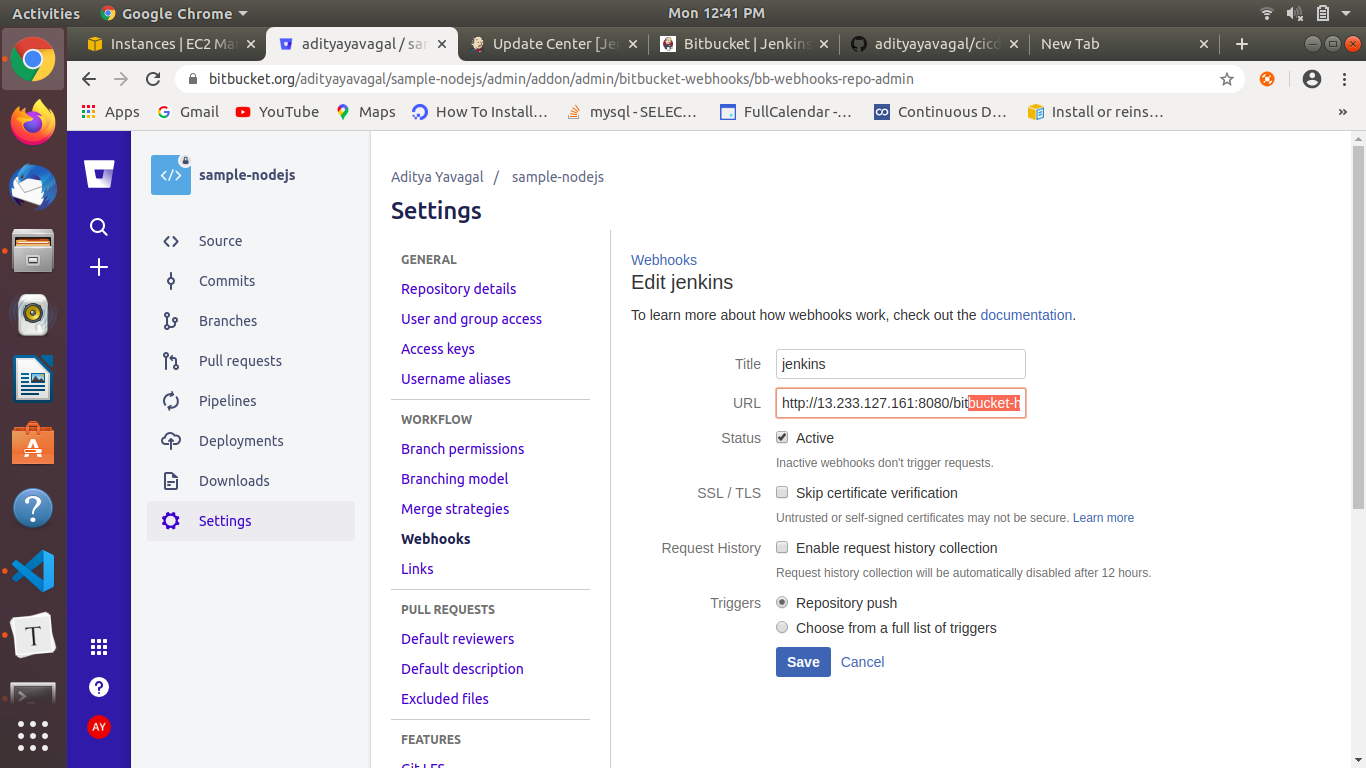 Activities Google Chrome Mon 12:41 PM
Instances | EC2 Ma adityayavagal / sa Update Center [Je Bitbucket | Jenkins adityayavagal/cicd New Tab
bitbucket.org/adityayavagal/sample-nodejs/admin/addon/admin/bitbucket-webhooks/bb-webhooks-repo-admin
Apps Gmail YouTube Maps How To Install… mysql - SELEC… FullCalendar -… Continuous D… Install or reins… »
sample-nodejs
Source
Commits
Branches
Pull requests
Pipelines
Deployments
Downloads
Settings
AY
Aditya Yavagal / sample-nodejs
Settings
GENERAL
Repository details
User and group access
Access keys
Username aliases
WORKFLOW
Branch permissions
Branching model
Merge strategies
Webhooks
Links
PULL REQUESTS
Default reviewers
Default description
Excluded files
FEATURES
Git LFS
Webhooks
Edit jenkins
To learn more about how webhooks work, check out the documentation.
Title jenkins
URL http://13.233.127.161:8080/bitbucket-h
Status Active
Inactive webhooks don't trigger requests.
SSL / TLS Skip certificate verification
Untrusted or self-signed certificates may not be secure. Learn more
Request History Enable request history collection
Request history collection will be automatically disabled after 12 hours.
Triggers Repository push
Choose from a full list of triggers
Save Cancel